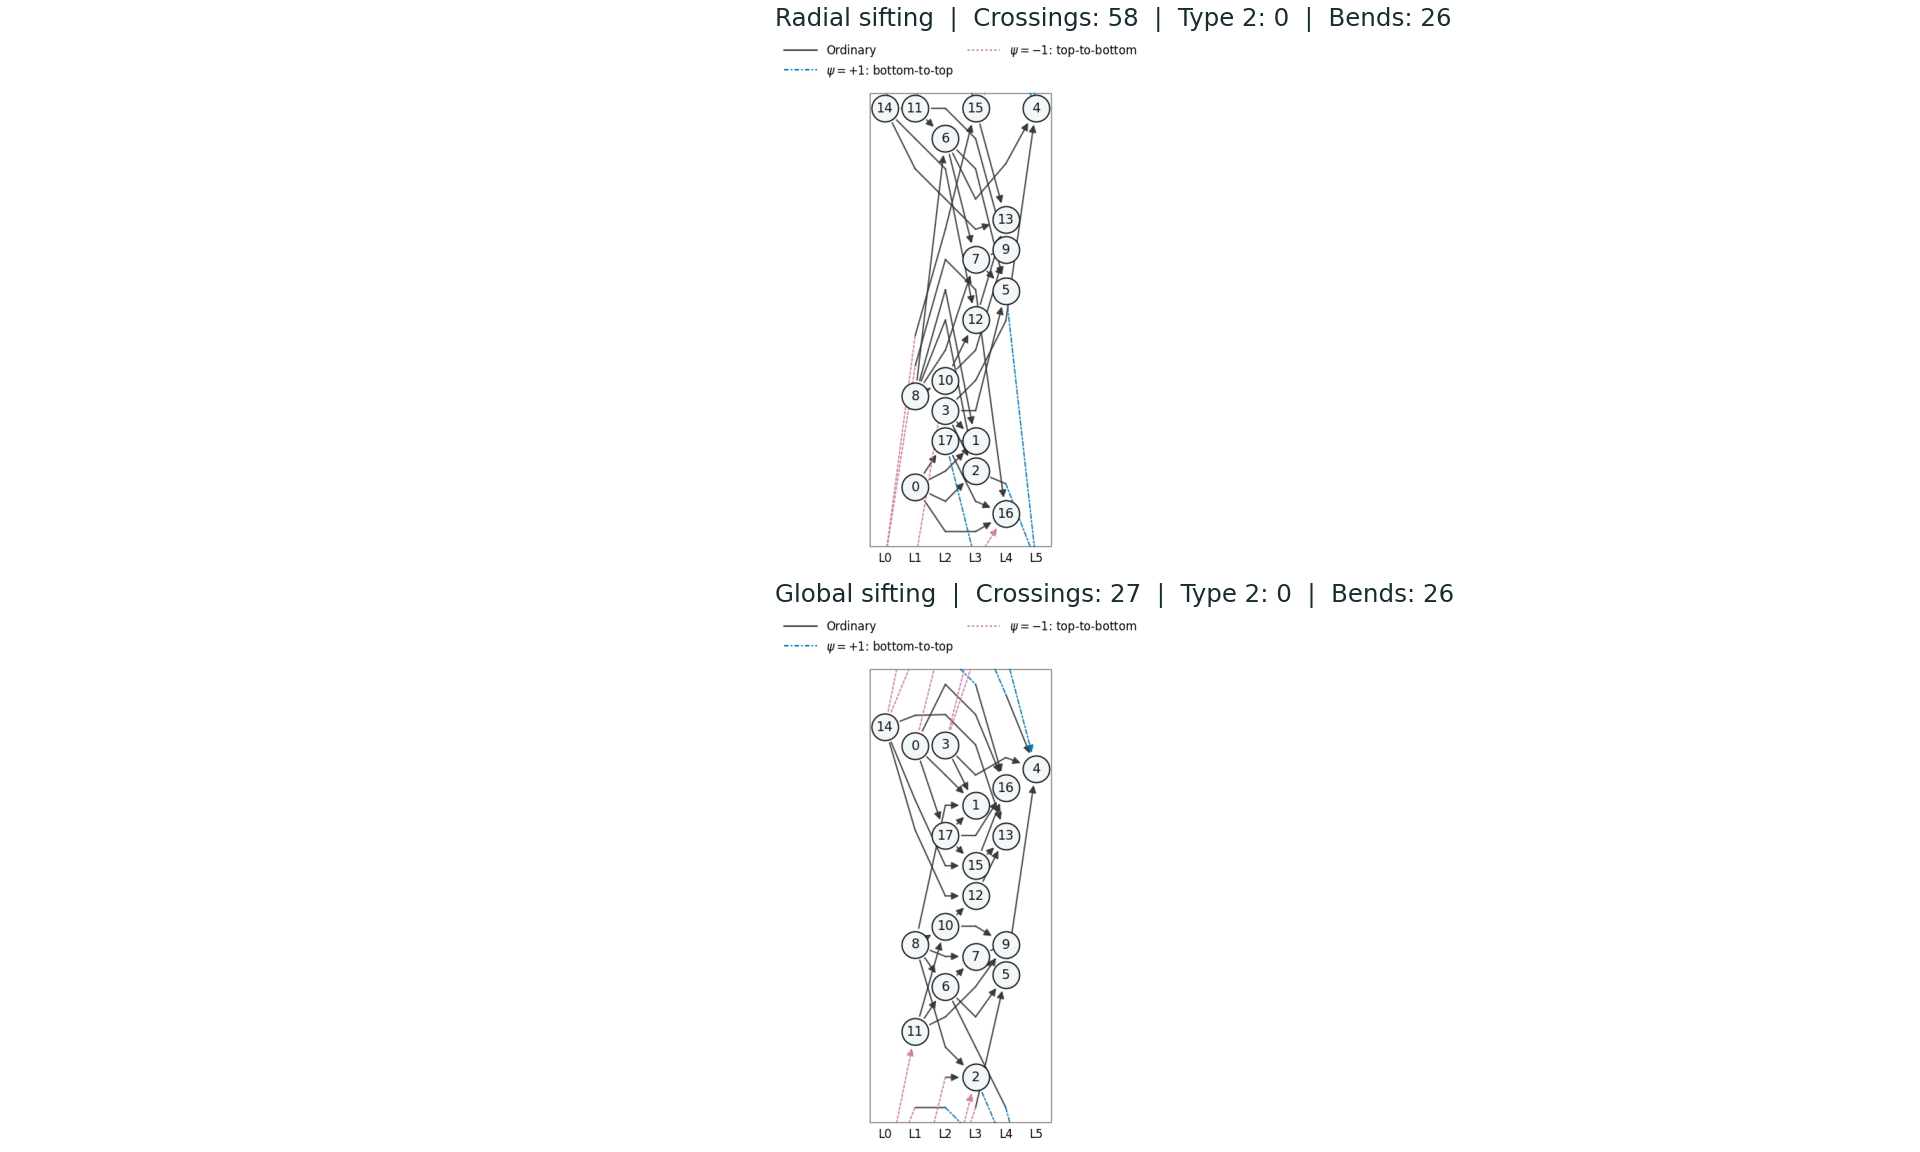 Radial sifting | Crossings: 58 | Type 2: 0 | Bends: 26
Ordinary
ψ = −1: top-to-bottom
ψ = +1: bottom-to-top
14 11 15 4
6
13
9
7
5
12
10
8
3
17 1
2
0
16
L0 L1 L2 L3 L4 L5
Global sifting | Crossings: 27 | Type 2: 0 | Bends: 26
Ordinary
ψ = −1: top-to-bottom
ψ = +1: bottom-to-top
14
0 3
4
16
1
17 13
15
12
10
8 9
7
5
6
11
2
L0 L1 L2 L3 L4 L5